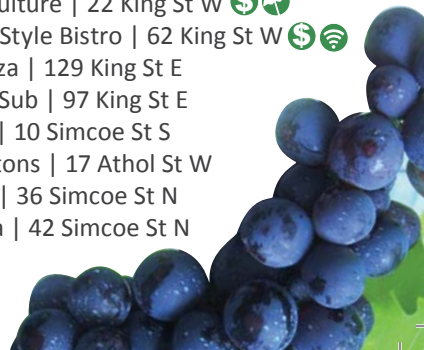 ulture | 22 King St W $
Style Bistro | 62 King St W $
za | 129 King St E
Sub | 97 King St E
| 10 Simcoe St S
tons | 17 Athol St W
| 36 Simcoe St N
| 42 Simcoe St N